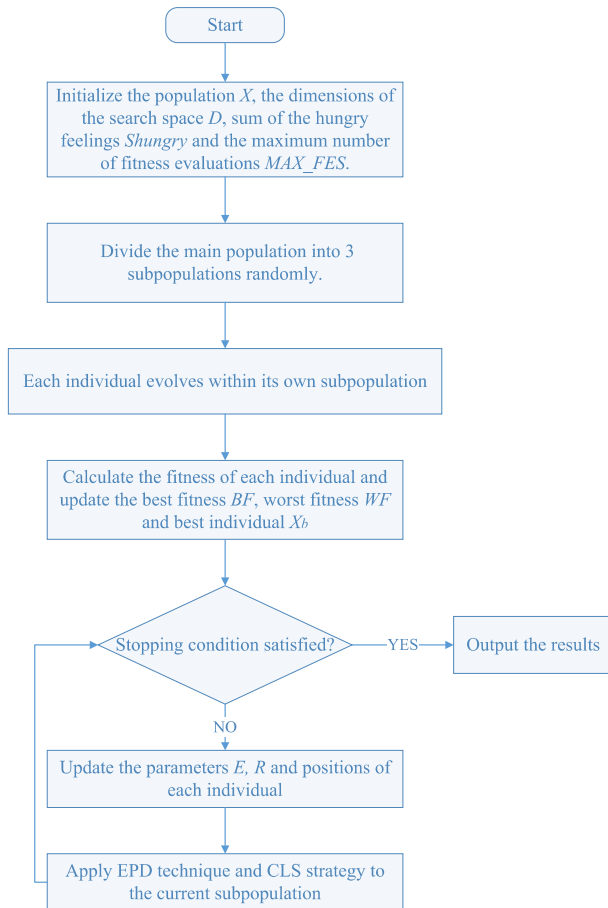 Start
Initialize the population X, the dimensions of
the search space D, sum of the hungry
feelings Shungry and the maximum number
of fitness evaluations MAX_FES.
Divide the main population into 3
subpopulations randomly.
Each individual evolves within its own subpopulation
Calculate the fitness of each individual and
update the best fitness BF, worst fitness WF
and best individual Xb
Stopping condition satisfied?
YES
Output the results
NO
Update the parameters E, R and positions of
each individual
Apply EPD technique and CLS strategy to
the current subpopulation